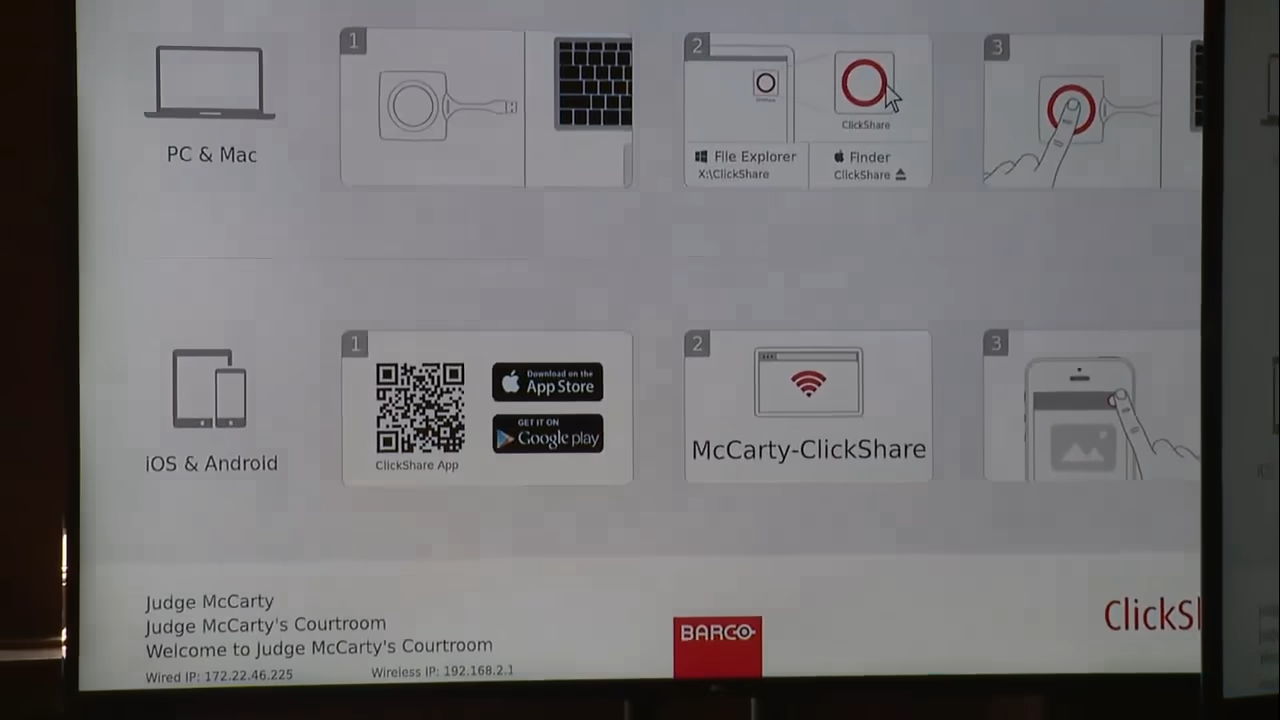 1
2
3
PC & Mac
ClickShare
File Explorer
X:\ClickShare
Finder
ClickShare
1
2
3
Download on the
App Store
GET IT ON
Google play
ClickShare App
McCarty-ClickShare
iOS & Android
Judge McCarty
Judge McCarty's Courtroom
Welcome to Judge McCarty's Courtroom
Wired IP: 172.22.46.225
Wireless IP: 192.168.2.1
BARCO
ClickSh